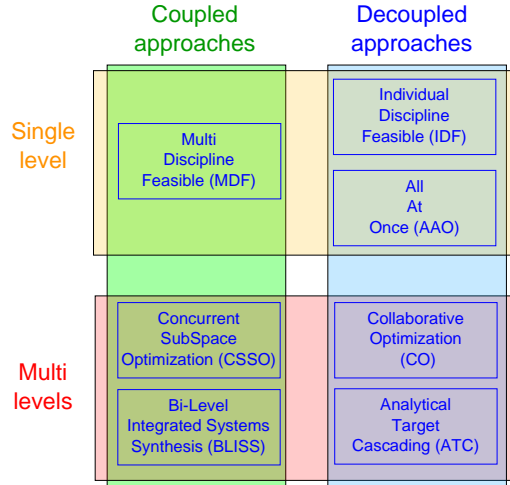 Coupled
approaches
Decoupled
approaches
Single
level
Multi
Discipline
Feasible (MDF)
Individual
Discipline
Feasible (IDF)
All
At
Once (AAO)
Multi
levels
Concurrent
SubSpace
Optimization (CSSO)
Collaborative
Optimization
(CO)
Bi-Level
Integrated Systems
Synthesis (BLISS)
Analytical
Target
Cascading (ATC)